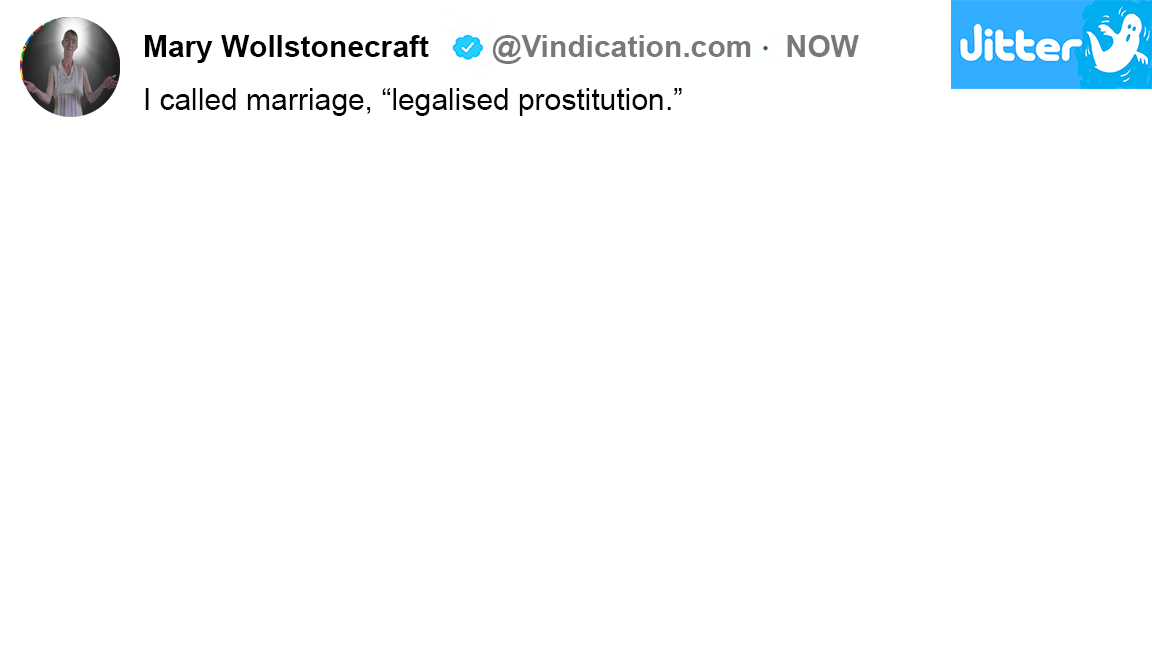 Mary Wollstonecraft @Vindication.com · NOW
Jitter
I called marriage, “legalised prostitution.”